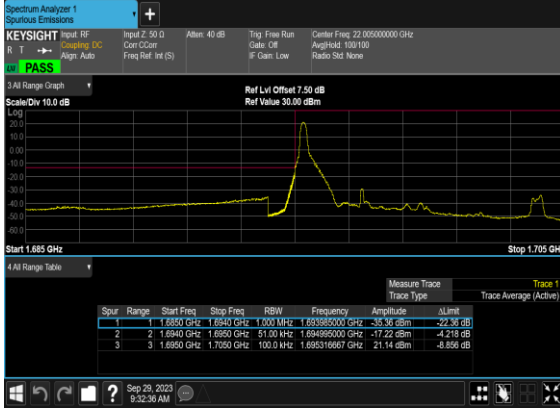 Spectrum Analyzer 1
Spurious Emissions
+
KEYSIGHT Input: RF Input Z: 50 Ω Atten: 40 dB Trig: Free Run Center Freq: 22.005000000 GHz
R T Coupling: DC Corr CCorr Gate: Off Avg|Hold: 100/100
Align: Auto Freq Ref: Int (S) IF Gain: Low Radio Std: None
PASS
3 All Range Graph
Ref Lvl Offset 7.50 dB
Scale/Div 10.0 dB Ref Value 30.00 dBm
Log
20.0
10.0
0.00
-10.0
-20.0
-30.0
-40.0
-50.0
-60.0
Start 1.685 GHz Stop 1.705 GH
4 All Range Table
Measure Trace Trace 1
Trace Type Trace Average (Active)
Spur Range Start Freq Stop Freq RBW Frequency Amplitude ΔLimit
1 1 1.6850 GHz 1.6940 GHz 1.000 MHz 1.693985000 GHz -35.36 dBm -22.36 dB
2 2 1.6940 GHz 1.6950 GHz 51.00 kHz 1.694995000 GHz -17.22 dBm -4.218 dB
3 3 1.6950 GHz 1.7050 GHz 100.0 kHz 1.695316667 GHz 21.14 dBm -8.856 dB
? Sep 29, 2023
9:32:36 AM